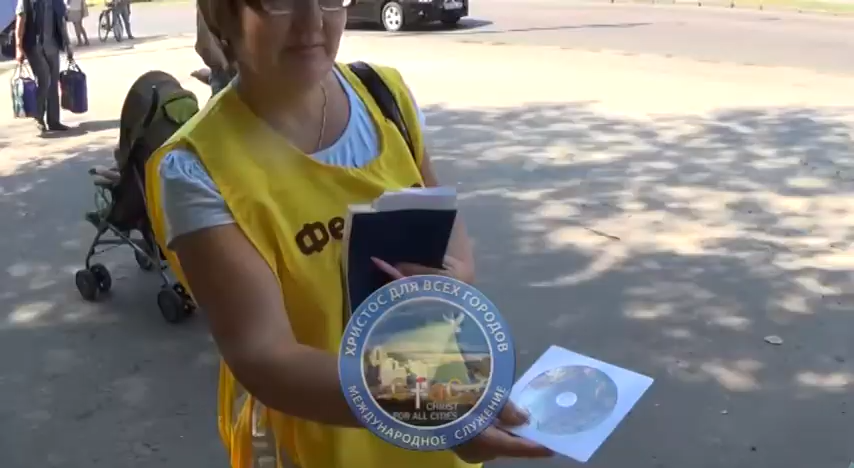 Фе
ХРИСТОС ДЛЯ ВСЕХ ГОРОДОВ
CHRIST
FOR ALL CITIES
МЕЖДУНАРОДНОЕ СЛУЖЕНИЕ